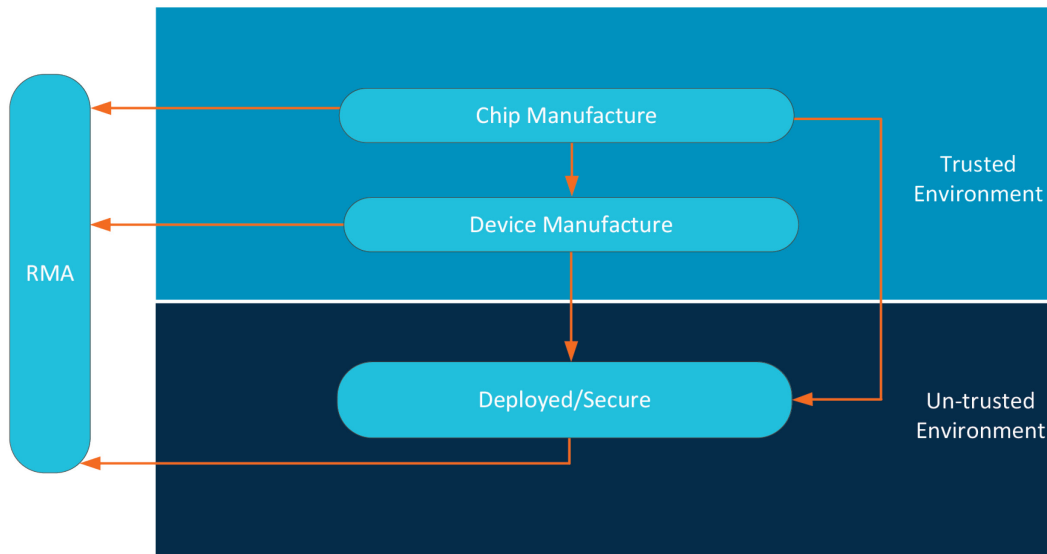 Chip Manufacture
Trusted
Environment
Device Manufacture
RMA
Deployed/Secure
Un-trusted
Environment